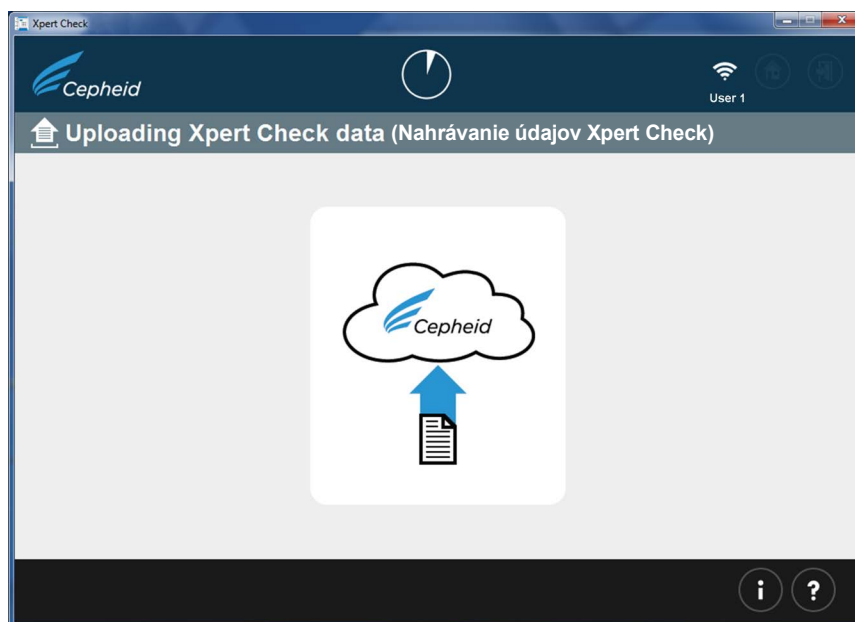 Xpert Check
Cepheid
User 1
Uploading Xpert Check data (Nahrávanie údajov Xpert Check)
Cepheid
i
?